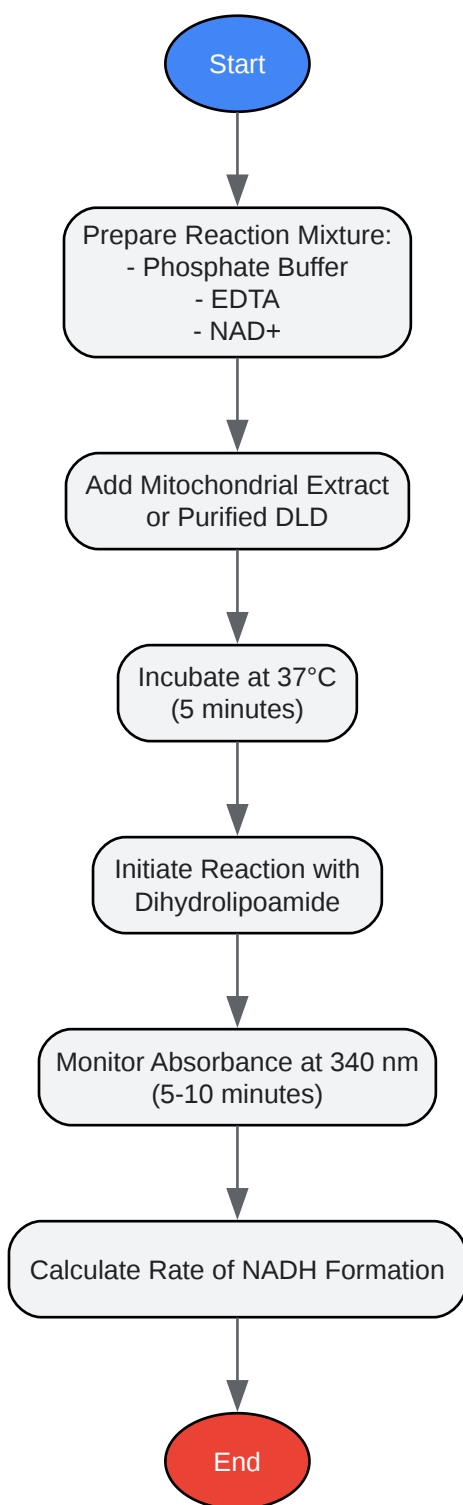 Start
Prepare Reaction Mixture:
- Phosphate Buffer
- EDTA
- NAD+
Add Mitochondrial Extract
or Purified DLD
Incubate at 37°C
(5 minutes)
Initiate Reaction with
Dihydrolipoamide
Monitor Absorbance at 340 nm
(5-10 minutes)
Calculate Rate of NADH Formation
End